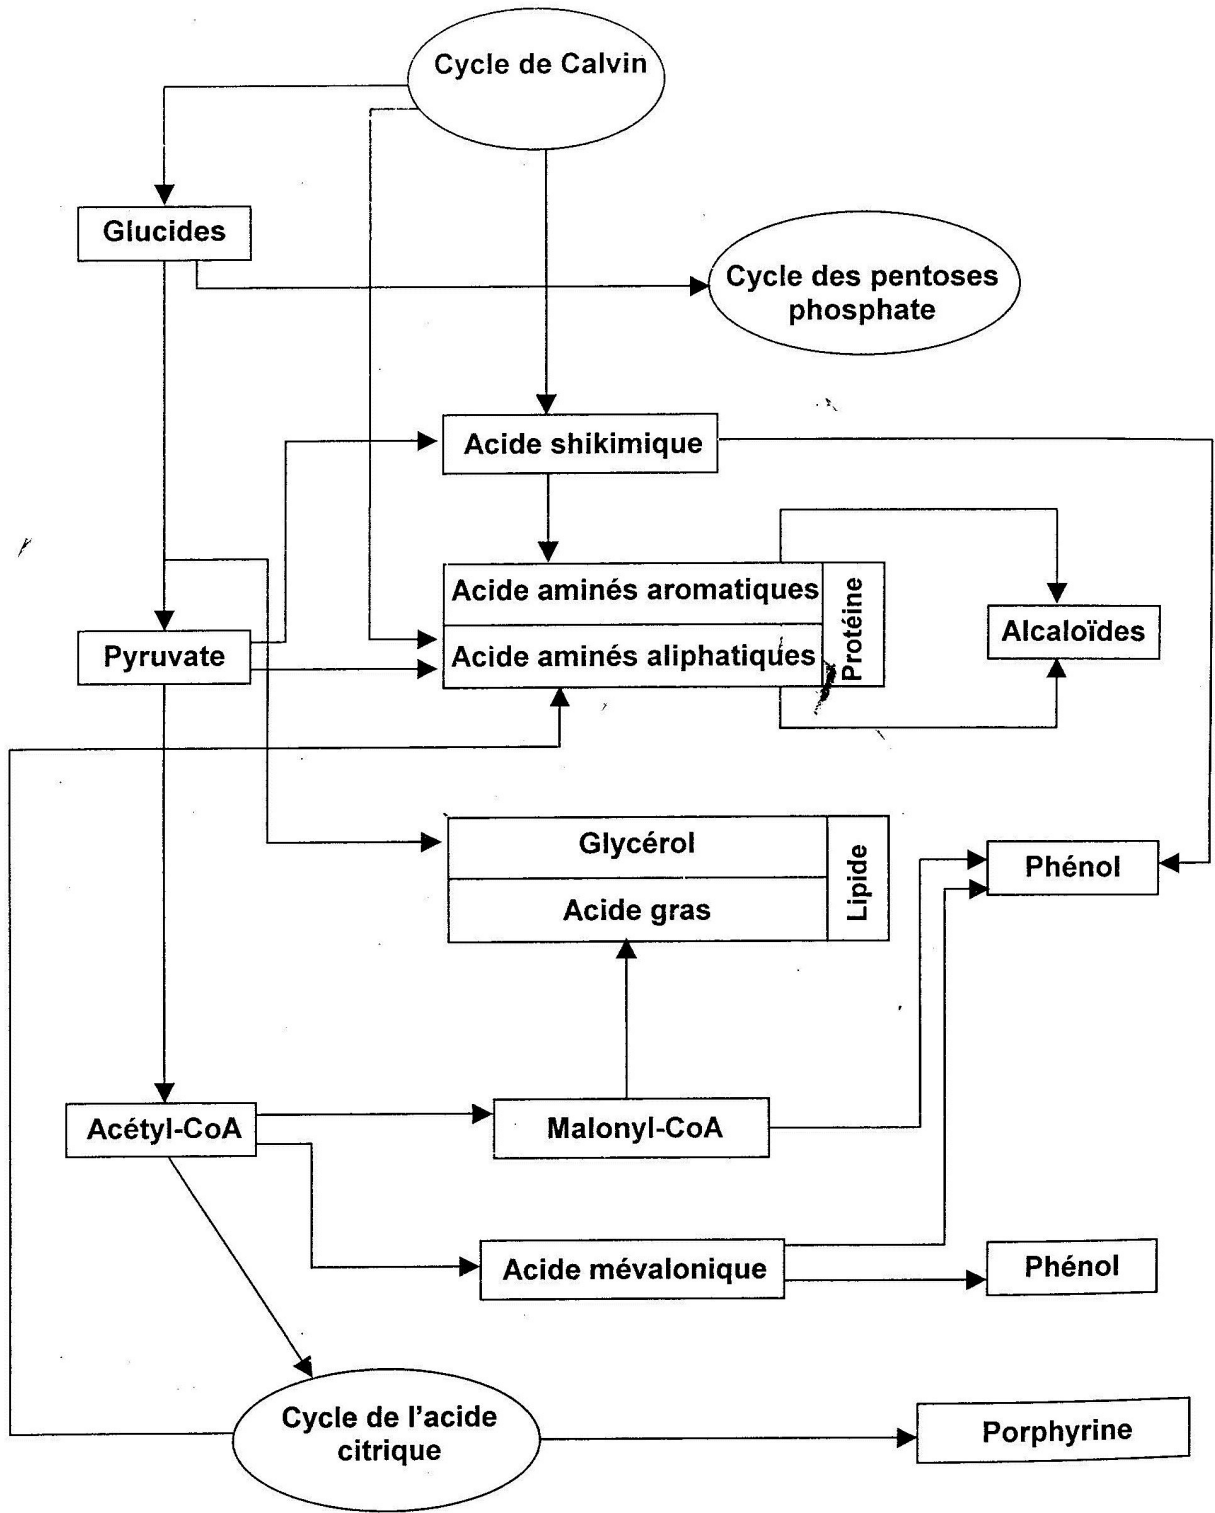 Cycle de Calvin
Glucides
Cycle des pentoses
phosphate
Acide shikimique
Acide aminés aromatiques
Protéine
Alcaloïdes
Pyruvate
Acide aminés aliphatiques
Glycérol
Lipide
Phénol
Acide gras
Acétyl-CoA
Malonyl-CoA
Acide mévalonique
Phénol
Cycle de l'acide
citrique
Porphyrine